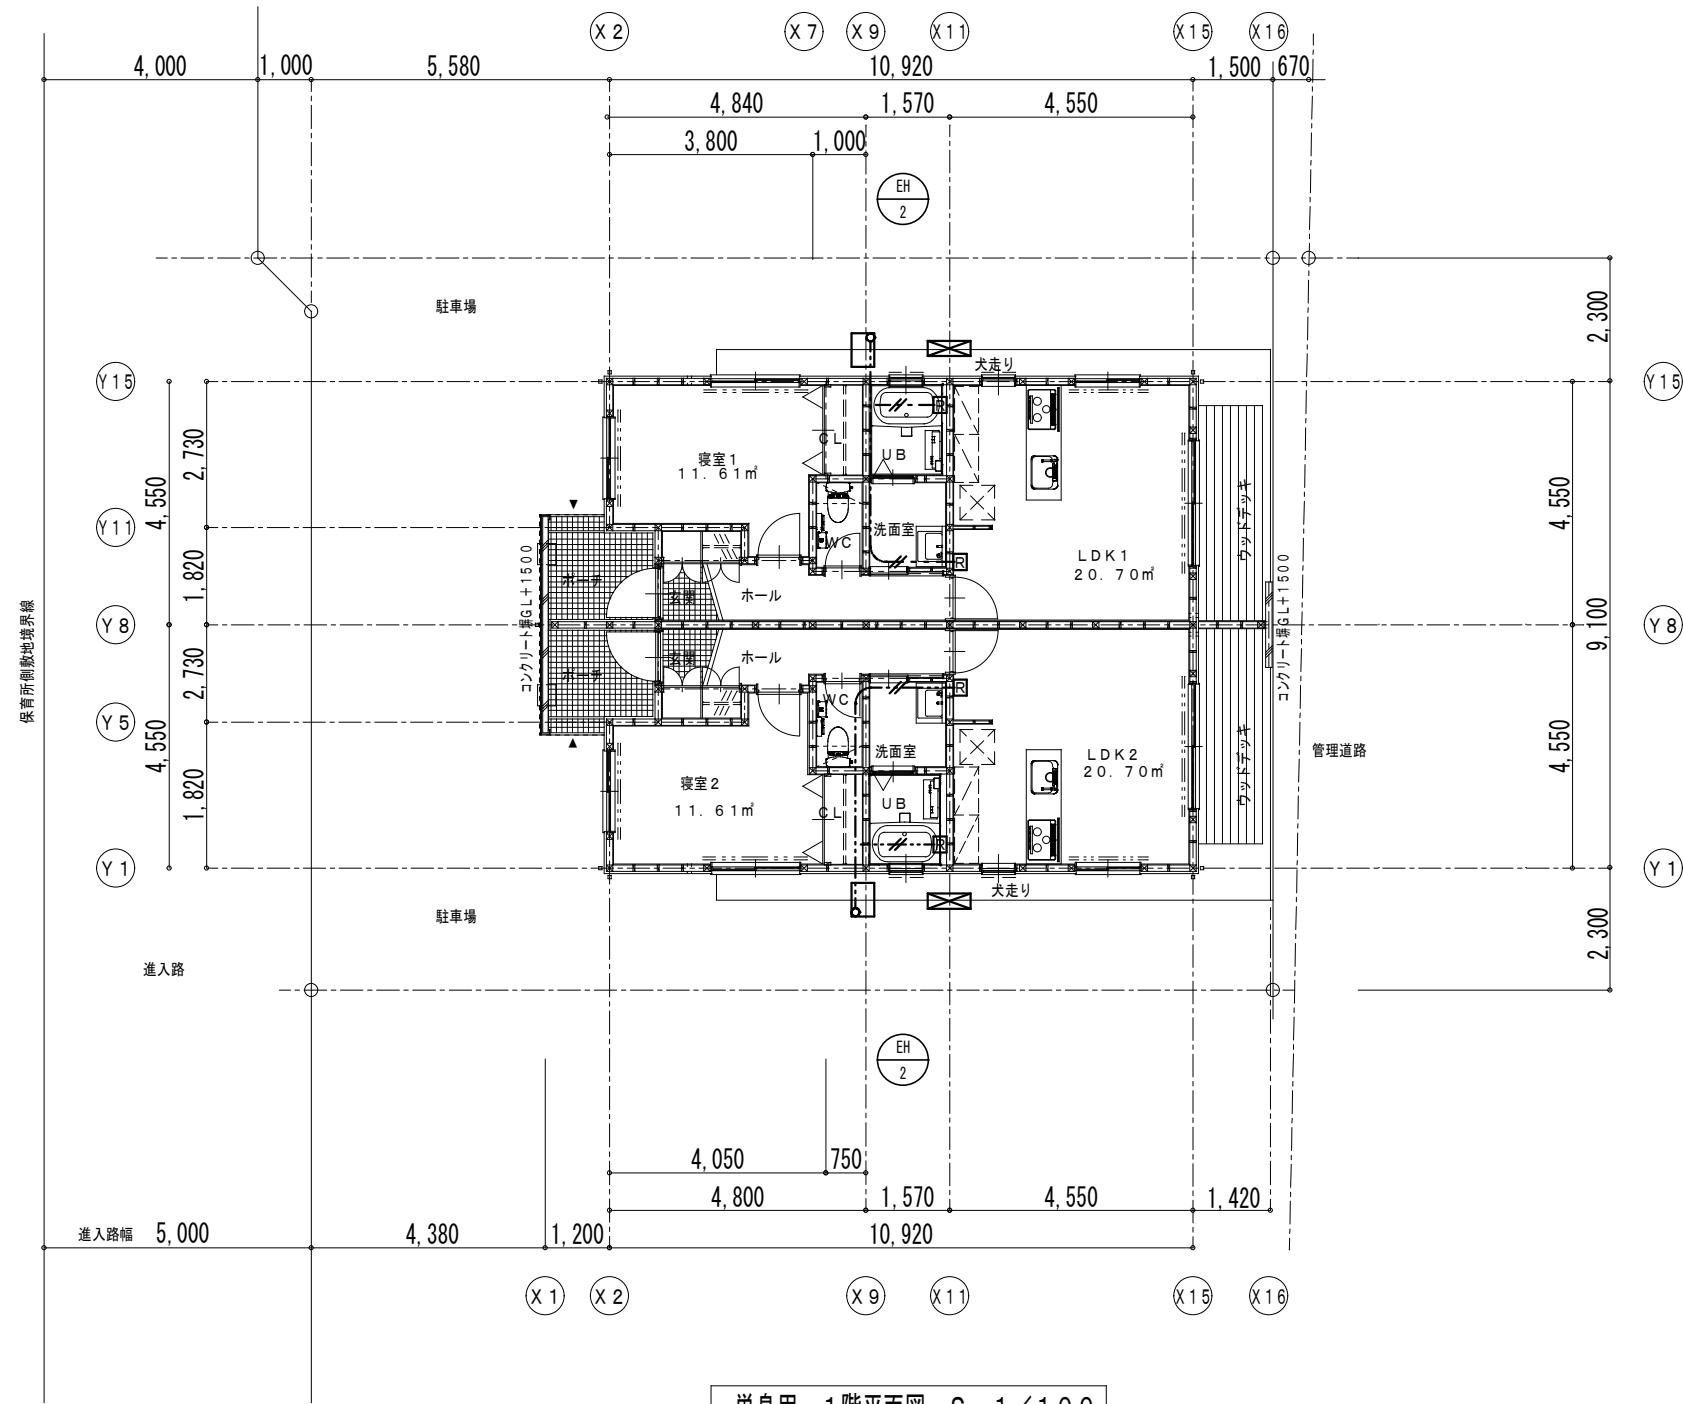 X2 X7 X9 X11 X15 X16
4,000 1,000 5,580 10,920 1,500 670
4,840 1,570 4,550
3,800 1,000
EH
2
駐車場
2,300
犬走り
Y15
Y15
CL
UB
寝室1
11.61㎡
2,730
4,550
4,550
ウッドデッキ
Y11
洗面室
WC
LDK1
20.70㎡
コンクリート塀GL+1500
コンクリート塀GL+1500
1,820
ポーチ
玄関
ホール
保育所側敷地境界線
Y8
Y8
9,100
ポーチ
玄関
ホール
2,730
WC
Y5
洗面室
LDK2
20.70㎡
4,550
4,550
管理道路
ウッドデッキ
寝室2
11.61㎡
1,820
CL
UB
Y1
Y1
犬走り
駐車場
2,300
進入路
EH
2
4,050 750
4,800 1,570 4,550 1,420
進入路幅 5,000 4,380 1,200 10,920
X1 X2 X9 X11 X15 X16
R
R
R
R